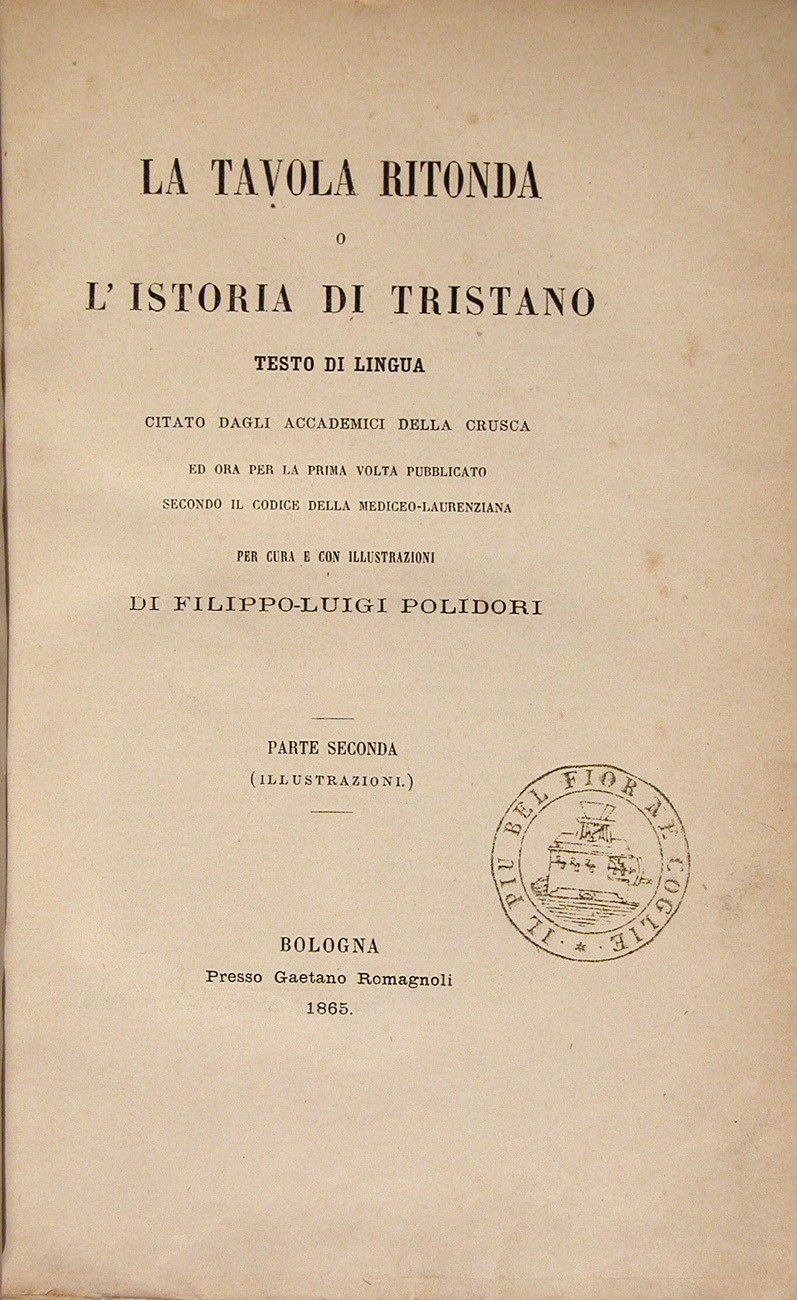 LA TAVOLA RITONDA
O
L' ISTORIA DI TRISTANO
TESTO DI LINGUA
CITATO DAGLI ACCADEMICI DELLA CRUSCA
ED ORA PER LA PRIMA VOLTA PUBBLICATO
SECONDO IL CODICE DELLA MEDICEO-LAURENZIANA
PER CURA E CON ILLUSTRAZIONI
DI FILIPPO-LUIGI POLIDORI
PARTE SECONDA
(ILLUSTRAZIONI.)
IL PIU BEL FIOR NE COGLIE
BOLOGNA
Presso Gaetano Romagnoli
1865.